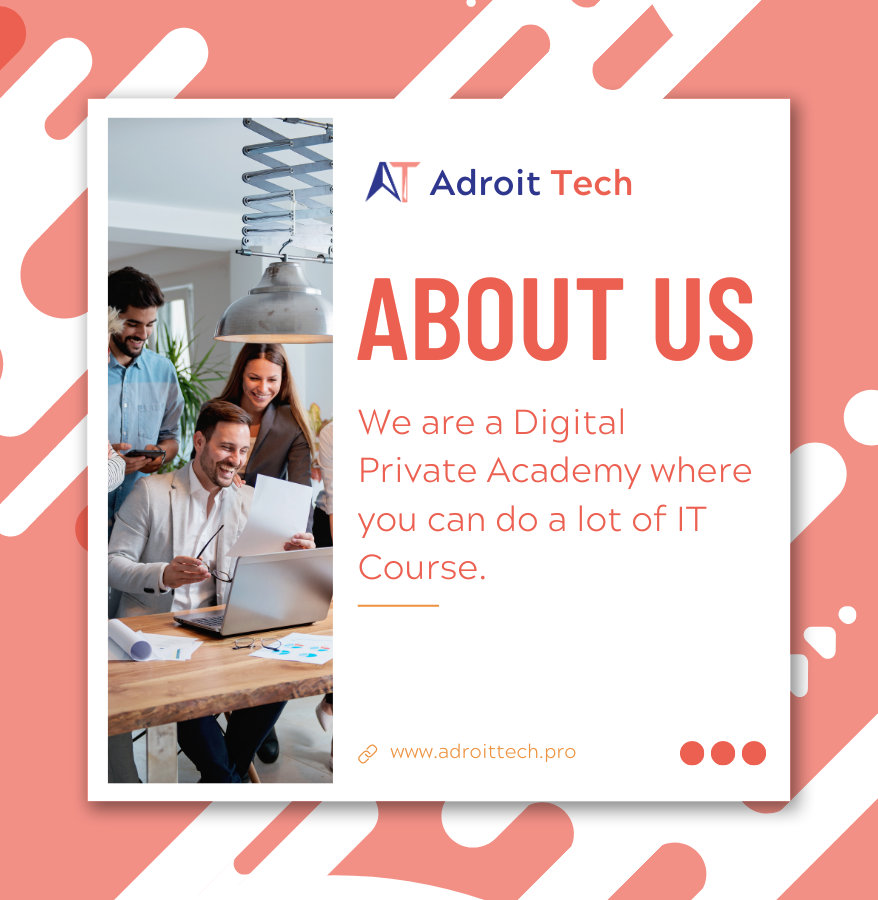 AT Adroit Tech
ABOUT US
We are a Digital
Private Academy where
you can do a lot of IT
Course.
www.adroittech.pro